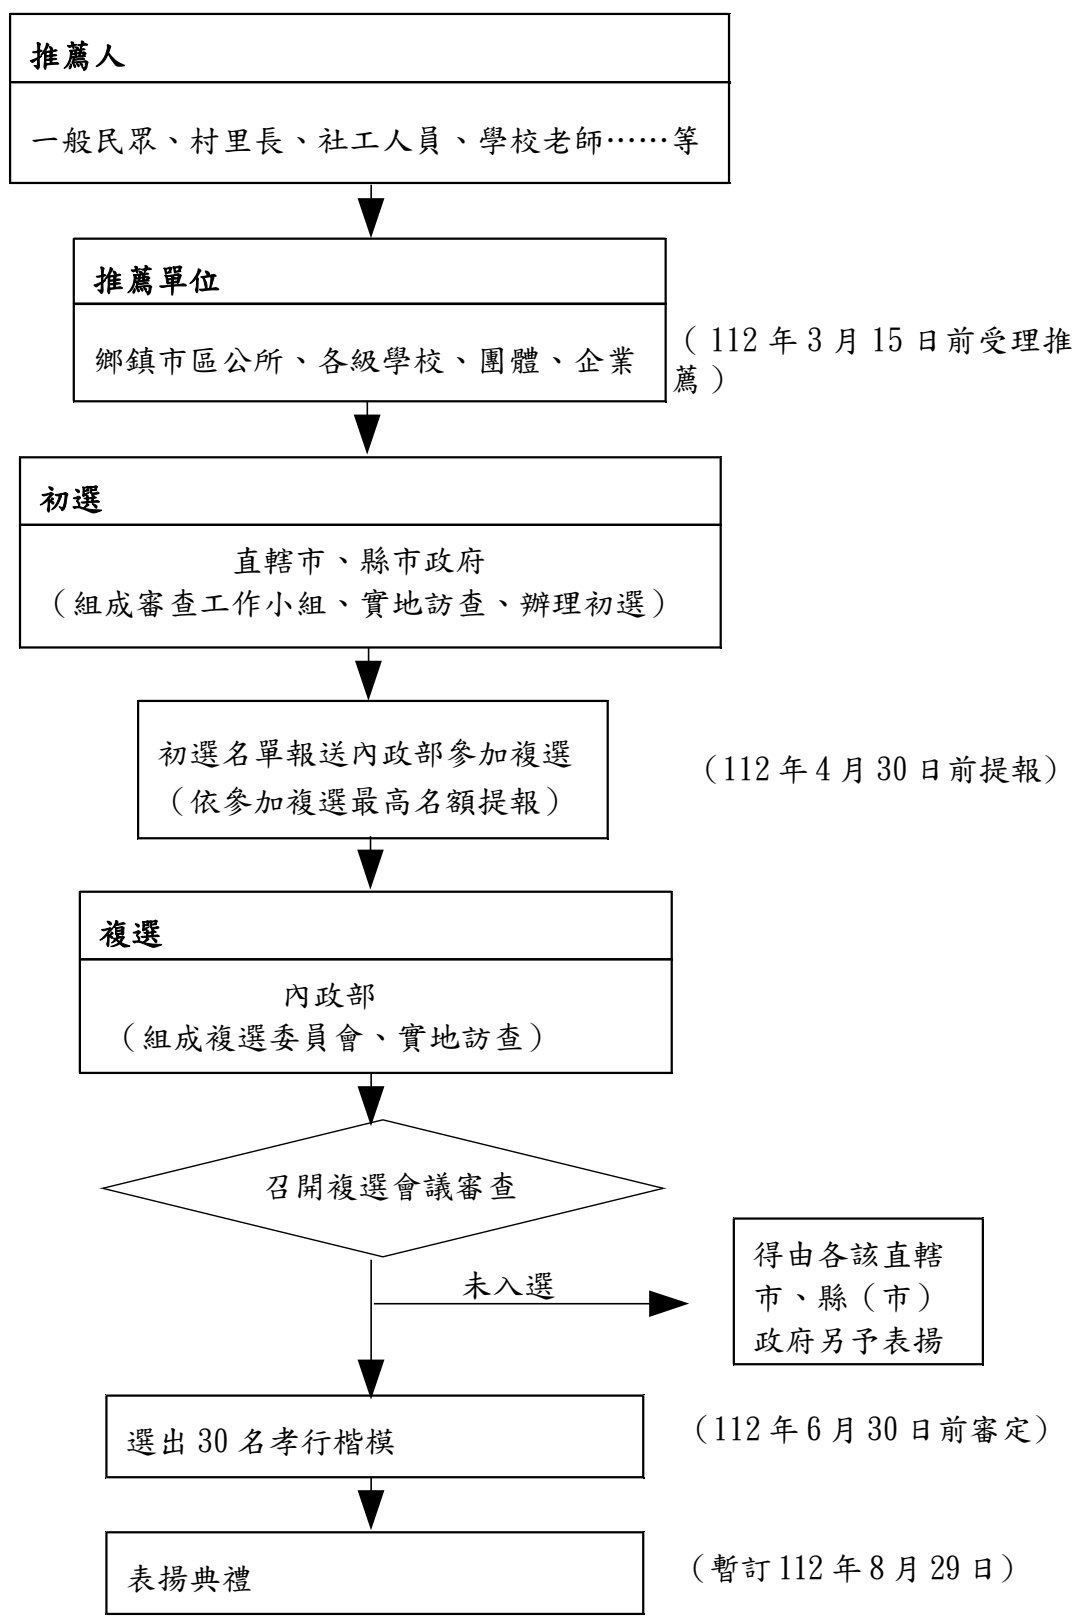 推薦人
一般民眾、村里長、社工人員、學校老師……等
推薦單位
鄉鎮市區公所、各級學校、團體、企業
（112年3月15日前受理推
薦）
初選
直轄市、縣市政府
（組成審查工作小組、實地訪查、辦理初選）
初選名單報送內政部參加複選
（依參加複選最高名額提報）
（112年4月30日前提報）
複選
內政部
（組成複選委員會、實地訪查）
召開複選會議審查
未入選
得由各該直轄
市、縣（市）
政府另予表揚
選出30名孝行楷模
（112年6月30日前審定）
表揚典禮
（暫訂112年8月29日）